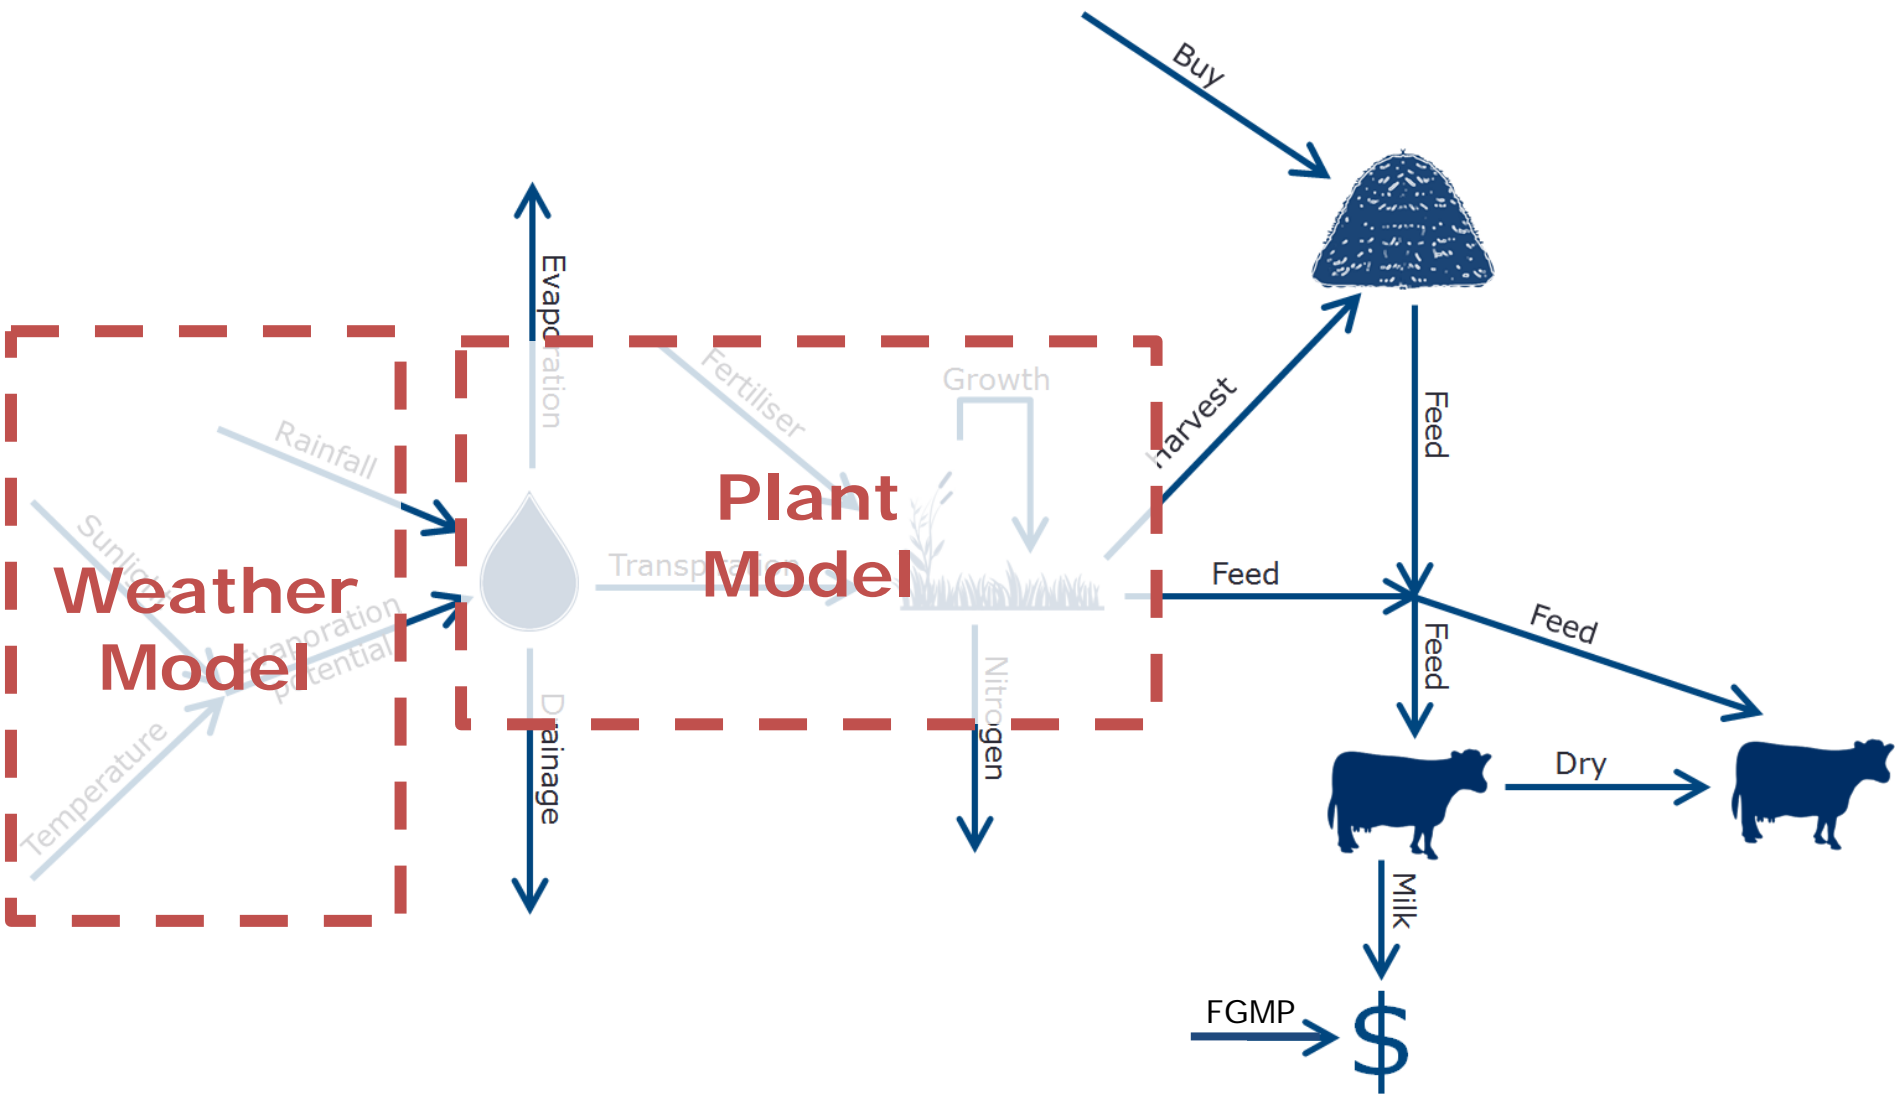 Buy
Evaporation
Fertiliser
Growth
Harvest
Feed
Rainfall
Sunlight
Plant
Model
Transpiration
Feed
Weather
Model
Evaporation
potential
Feed
Feed
Nitrogen
Drainage
Temperature
Dry
Milk
FGMP
$